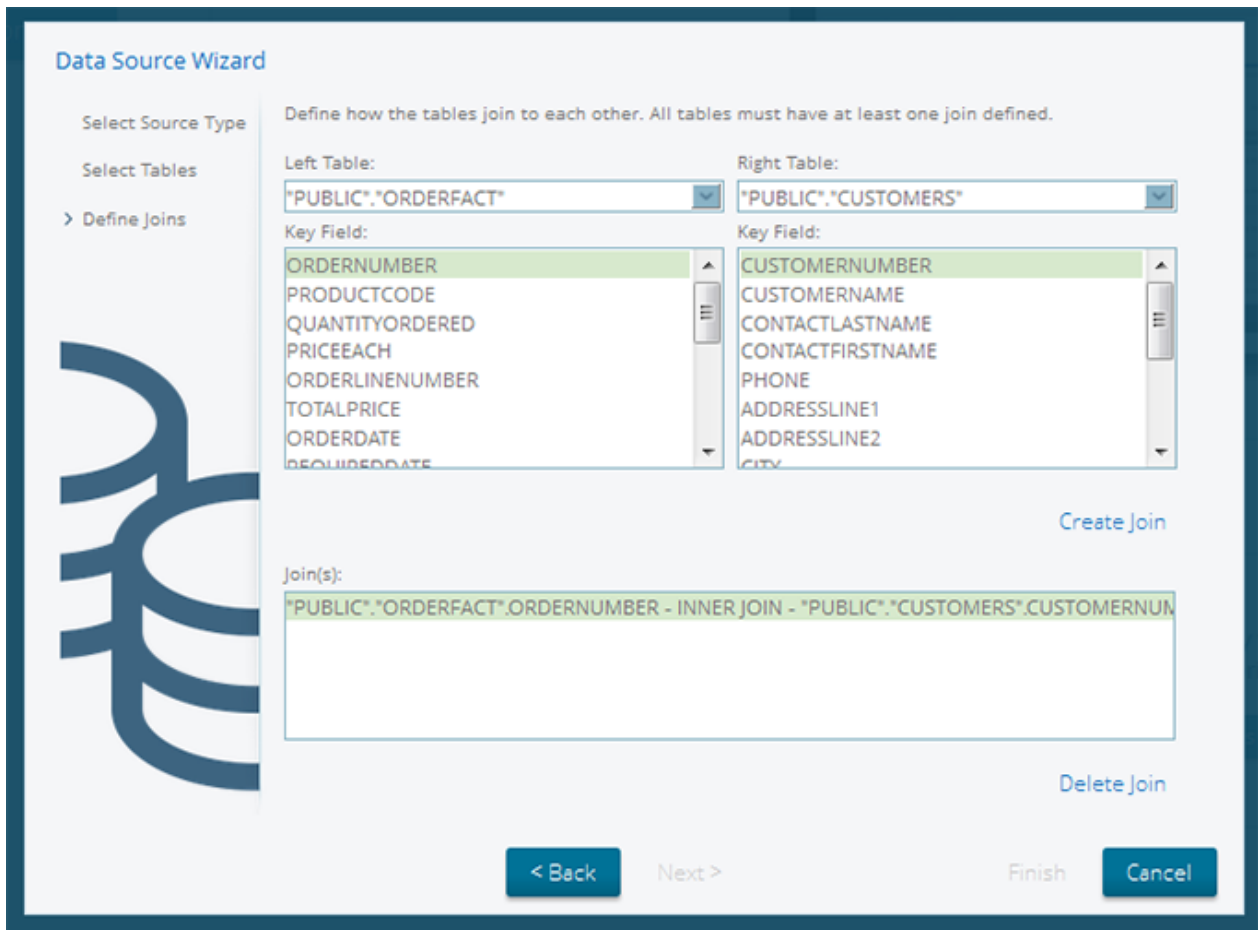 Data Source Wizard
Select Source Type
Select Tables
> Define Joins
Define how the tables join to each other. All tables must have at least one join defined.
Left Table:
"PUBLIC"."ORDERFACT"
Key Field:
ORDERNUMBER
PRODUCTCODE
QUANTITYORDERED
PRICEEACH
ORDERLINENUMBER
TOTALPRICE
ORDERDATE
REQUIREDDATE
Right Table:
"PUBLIC"."CUSTOMERS"
Key Field:
CUSTOMERNUMBER
CUSTOMERNAME
CONTACTLASTNAME
CONTACTFIRSTNAME
PHONE
ADDRESSLINE1
ADDRESSLINE2
CITY
Create Join
Join(s):
"PUBLIC"."ORDERFACT".ORDERNUMBER - INNER JOIN - "PUBLIC"."CUSTOMERS".CUSTOMERNUM
Delete Join
< Back
Next >
Finish
Cancel